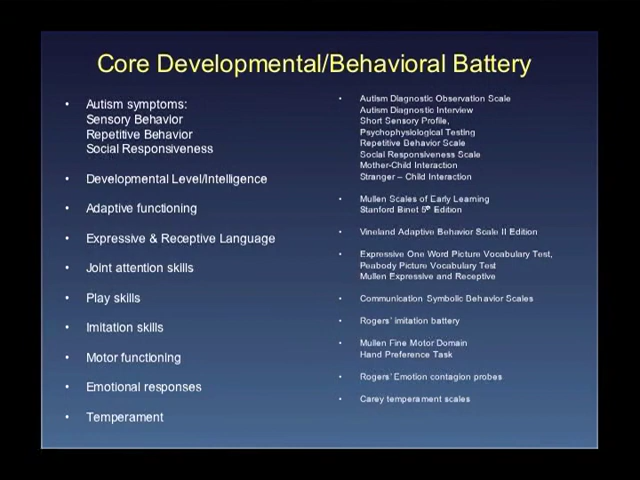 Core Developmental/Behavioral Battery
• Autism symptoms:
Sensory Behavior
Repetitive Behavior
Social Responsiveness
• Developmental Level/Intelligence
• Adaptive functioning
• Expressive & Receptive Language
• Joint attention skills
• Play skills
• Imitation skills
• Motor functioning
• Emotional responses
• Temperament
• Autism Diagnostic Observation Scale
Autism Diagnostic Interview
Short Sensory Profile,
Psychophysiological Testing
Repetitive Behavior Scale
Social Responsiveness Scale
Mother-Child Interaction
Stranger – Child Interaction
• Mullen Scales of Early Learning
Stanford Binet 5th Edition
• Vineland Adaptive Behavior Scale II Edition
• Expressive One Word Picture Vocabulary Test,
Peabody Picture Vocabulary Test
Mullen Expressive and Receptive
• Communication Symbolic Behavior Scales
• Rogers' imitation battery
• Mullen Fine Motor Domain
Hand Preference Task
• Rogers' Emotion contagion probes
• Carey temperament scales